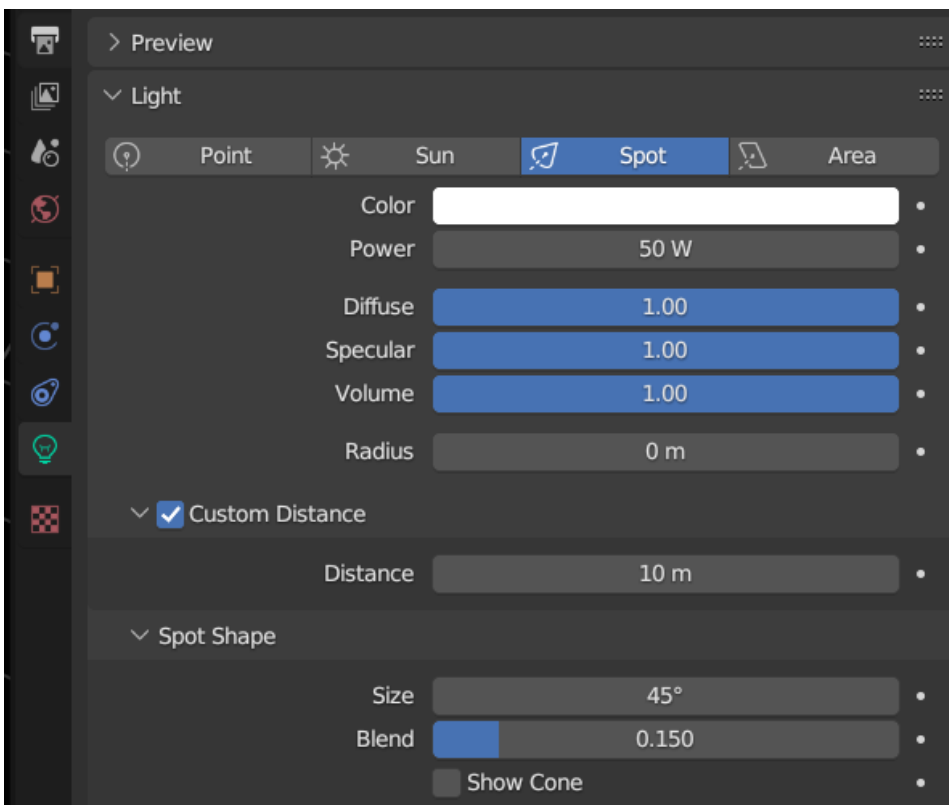 Preview
Light
Point Sun Spot Area
Color
Power 50 W
Diffuse 1.00
Specular 1.00
Volume 1.00
Radius 0 m
Custom Distance
Distance 10 m
Spot Shape
Size 45°
Blend 0.150
Show Cone